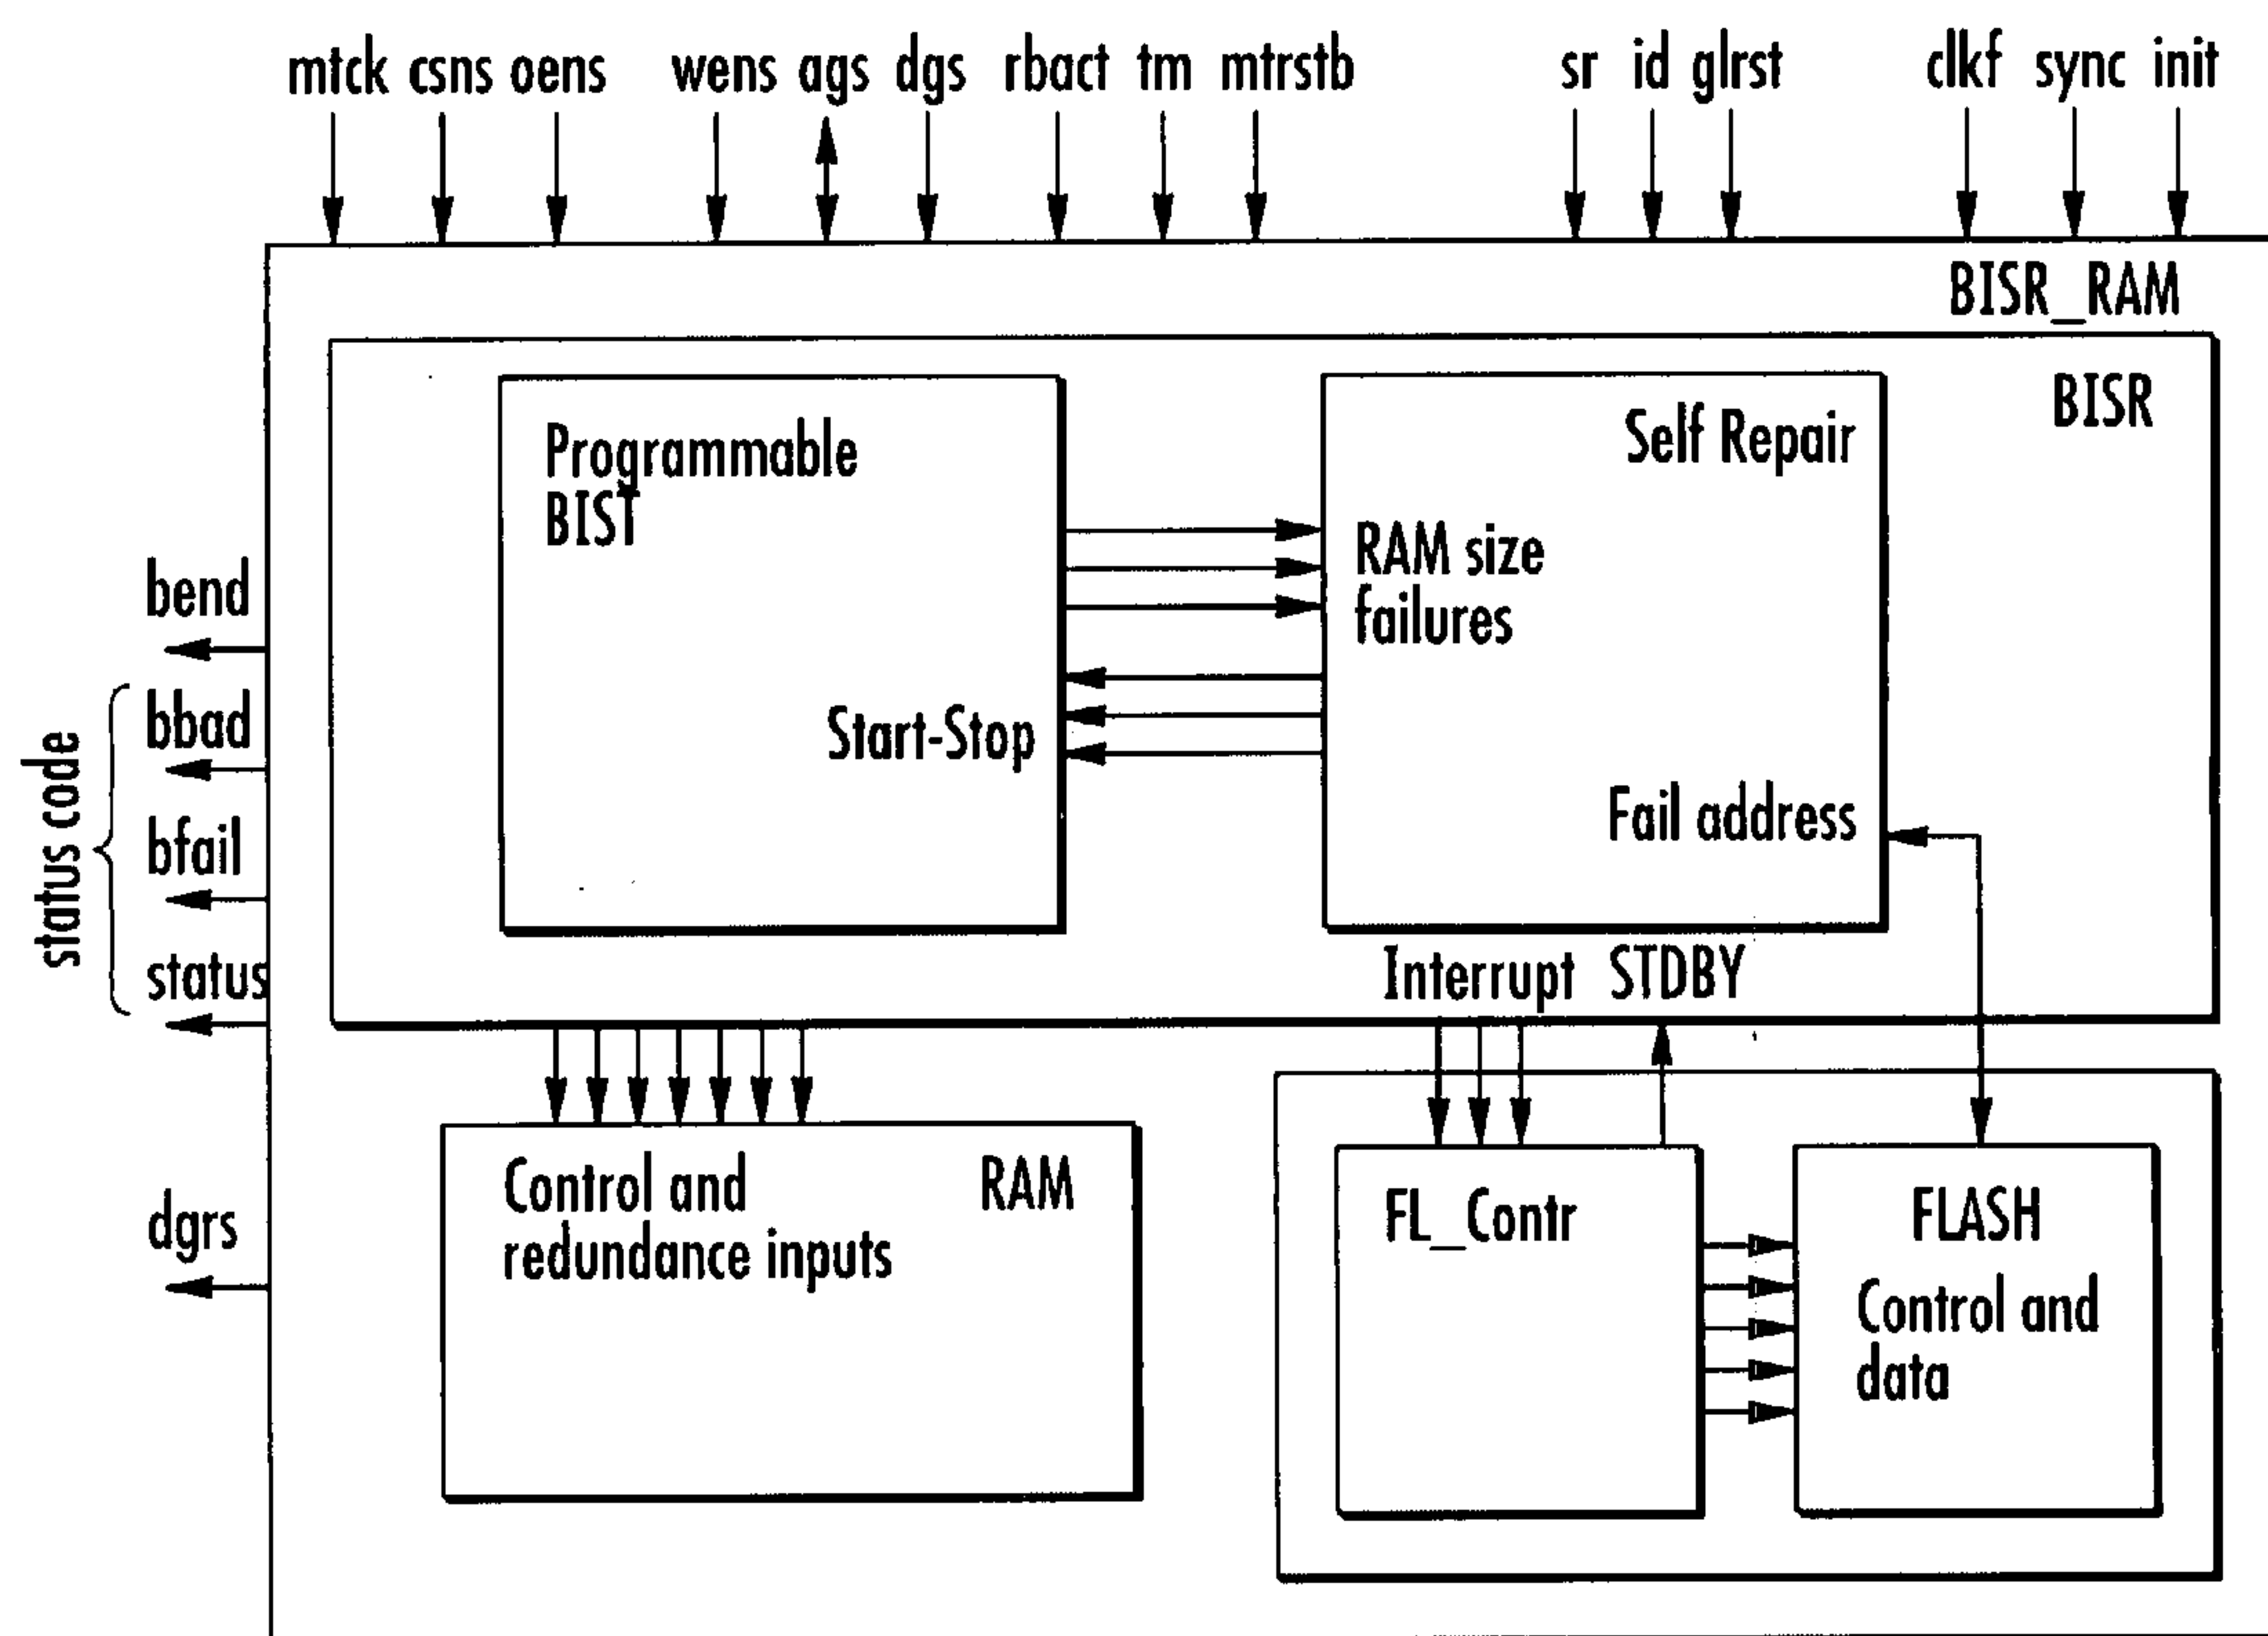 mtck csns oens wens ags dgs rbact tm mtrstb sr id glrst clkf sync init
BISR_RAM
BISR
Programmable
BIST
Self Repair
RAM size
failures
Start-Stop
Fail address
Interrupt STDBY
bend
bbad
bfail
status
status code
dgrs
Control and
redundance inputs
RAM
FL_Contr
FLASH
Control and
data